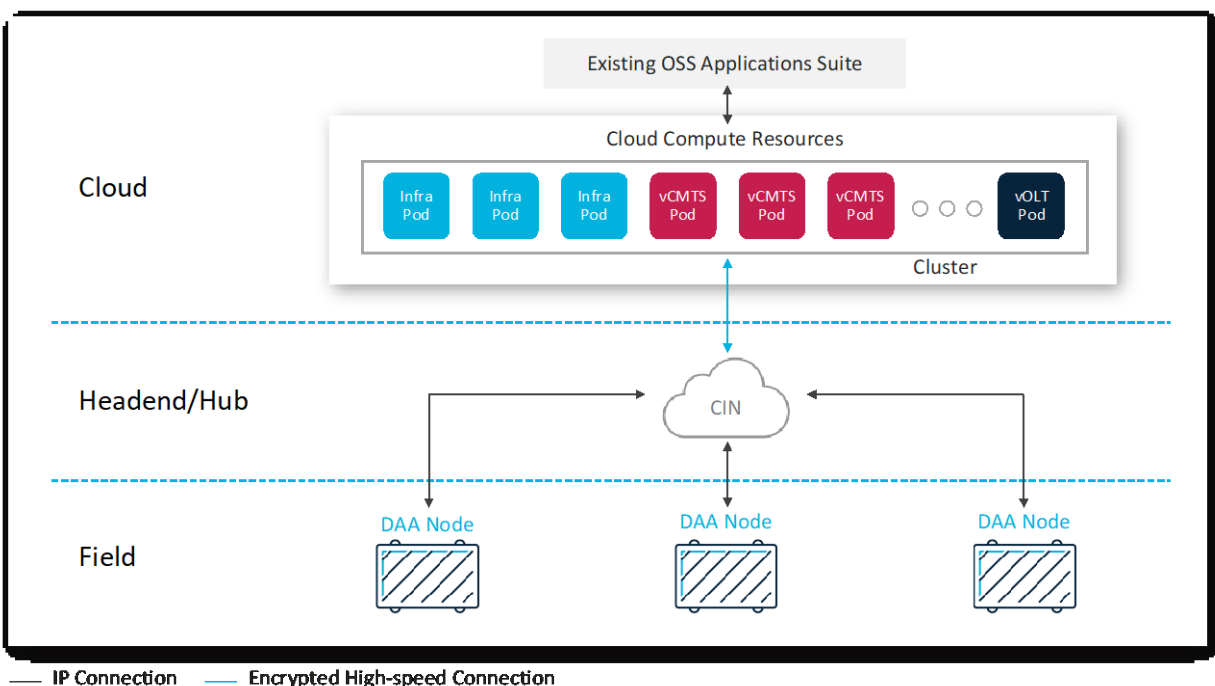 Existing OSS Applications Suite
Cloud Compute Resources
Cloud
Infra
Pod
Infra
Pod
Infra
Pod
vCMTS
Pod
vCMTS
Pod
vCMTS
Pod
vOLT
Pod
Cluster
Headend/Hub
CIN
DAA Node
DAA Node
DAA Node
Field
IP Connection
Encrypted High-speed Connection